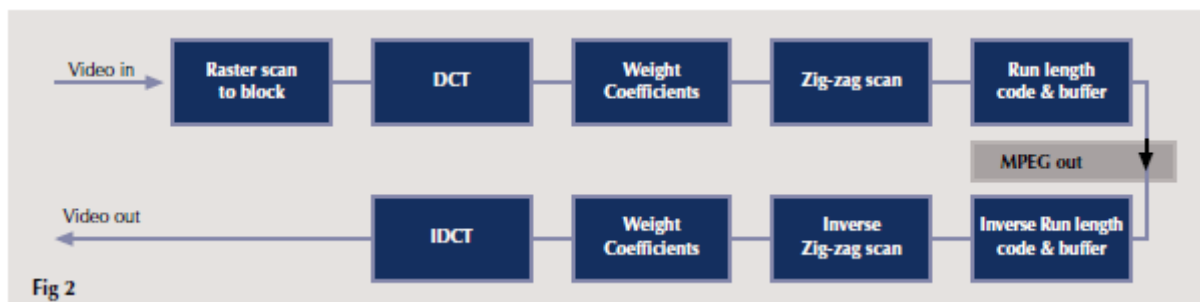 Video in
Raster scan
to block
DCT
Weight
Coefficients
Zig-zag scan
Run length
code & buffer
MPEG out
Video out
IDCT
Weight
Coefficients
Inverse
Zig-zag scan
Inverse Run length
code & buffer
Fig 2